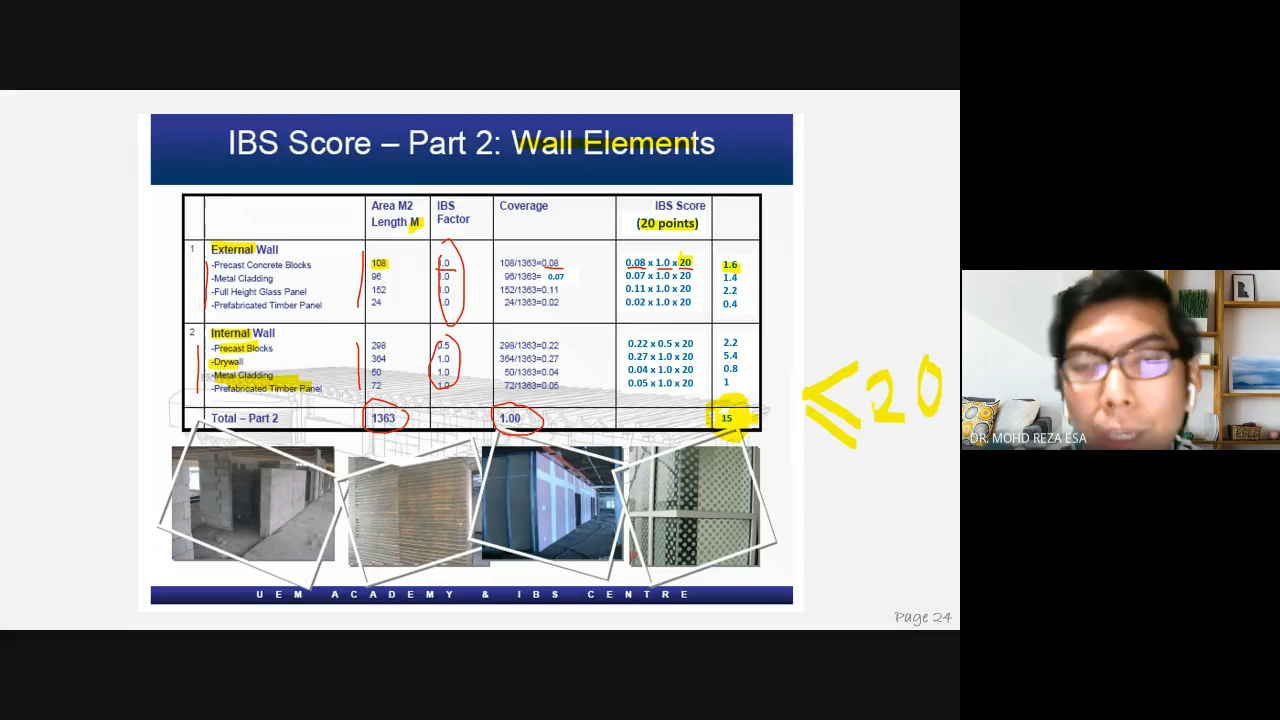 IBS Score – Part 2: Wall Elements
Area M2 IBS Coverage IBS Score
Length M Factor (20 points)
1 External Wall
-Precast Concrete Blocks 108 1.0 108/1363=0.08 0.08 x 1.0 x 20 1.6
-Metal Cladding 96 1.0 96/1363= 0.07 0.07 x 1.0 x 20 1.4
-Full Height Glass Panel 152 1.0 152/1363=0.11 0.11 x 1.0 x 20 2.2
-Prefabricated Timber Panel 24 1.0 24/1363=0.02 0.02 x 1.0 x 20 0.4
2 Internal Wall
-Precast Blocks 298 0.5 298/1363=0.22 0.22 x 0.5 x 20 2.2
-Drywall 364 1.0 364/1363=0.27 0.27 x 1.0 x 20 5.4
-Metal Cladding 50 1.0 50/1363=0.04 0.04 x 1.0 x 20 0.8
-Prefabricated Timber Panel 72 1.0 72/1363=0.05 0.05 x 1.0 x 20 1
Total – Part 2 1363 1.00 15
≤ 20
DR. MOHD REZA ESA
UEM ACADEMY & IBS CENTRE
Page 24